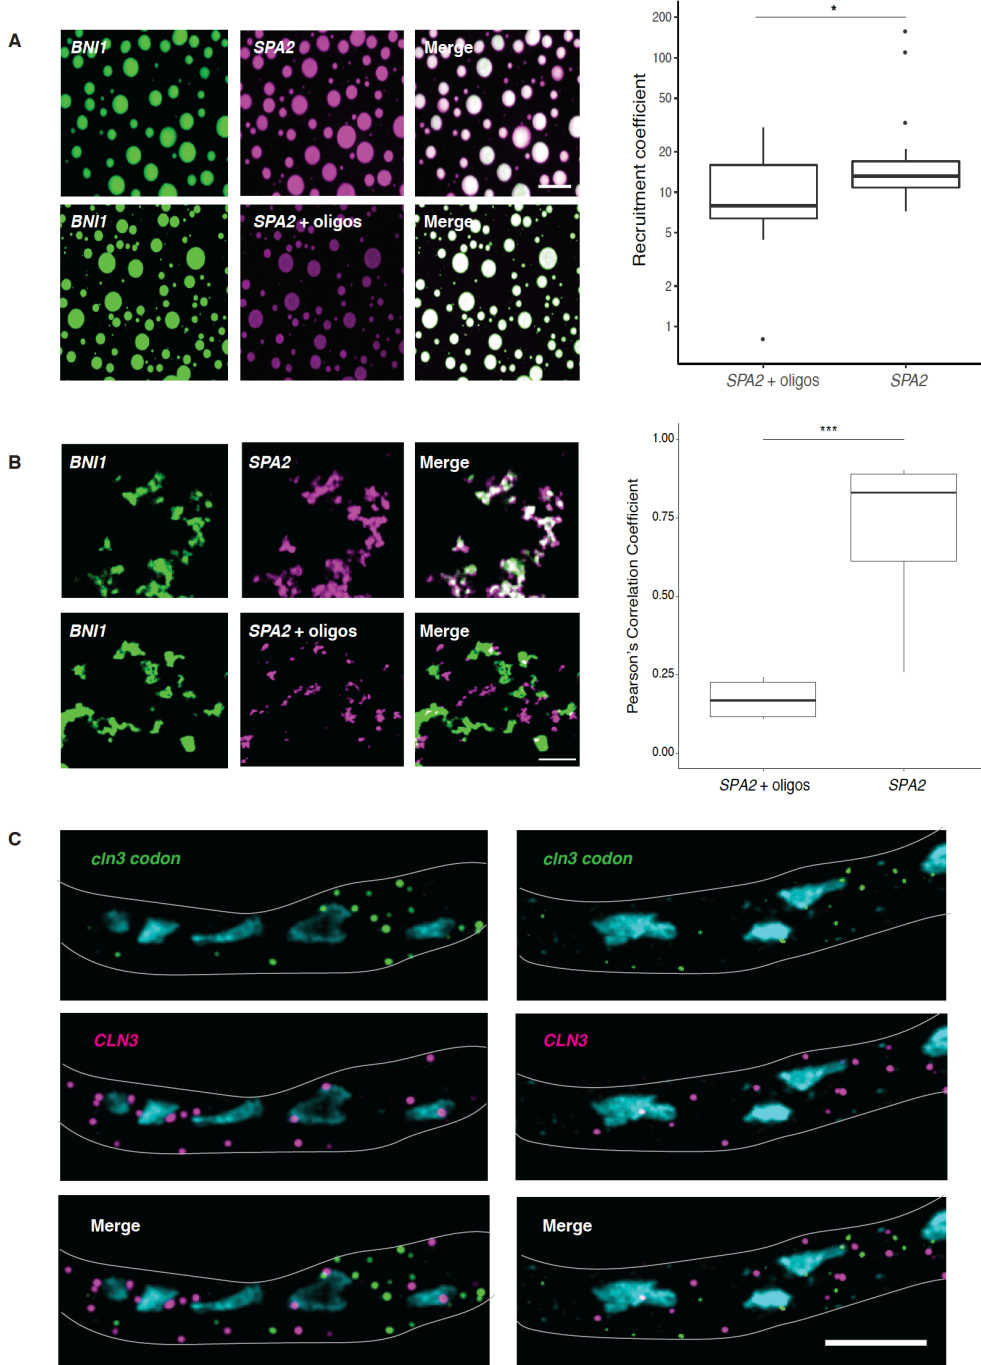 A
BNI1
SPA2
Merge
BNI1
SPA2 + oligos
Merge
Recruitment coefficient
200
100
50
20
10
5
2
1
*
SPA2 + oligos
SPA2
B
BNI1
SPA2
Merge
BNI1
SPA2 + oligos
Merge
Pearson's Correlation Coefficient
1.00
0.75
0.50
0.25
0.00
***
SPA2 + oligos
SPA2
C
cln3 codon
cln3 codon
CLN3
CLN3
Merge
Merge